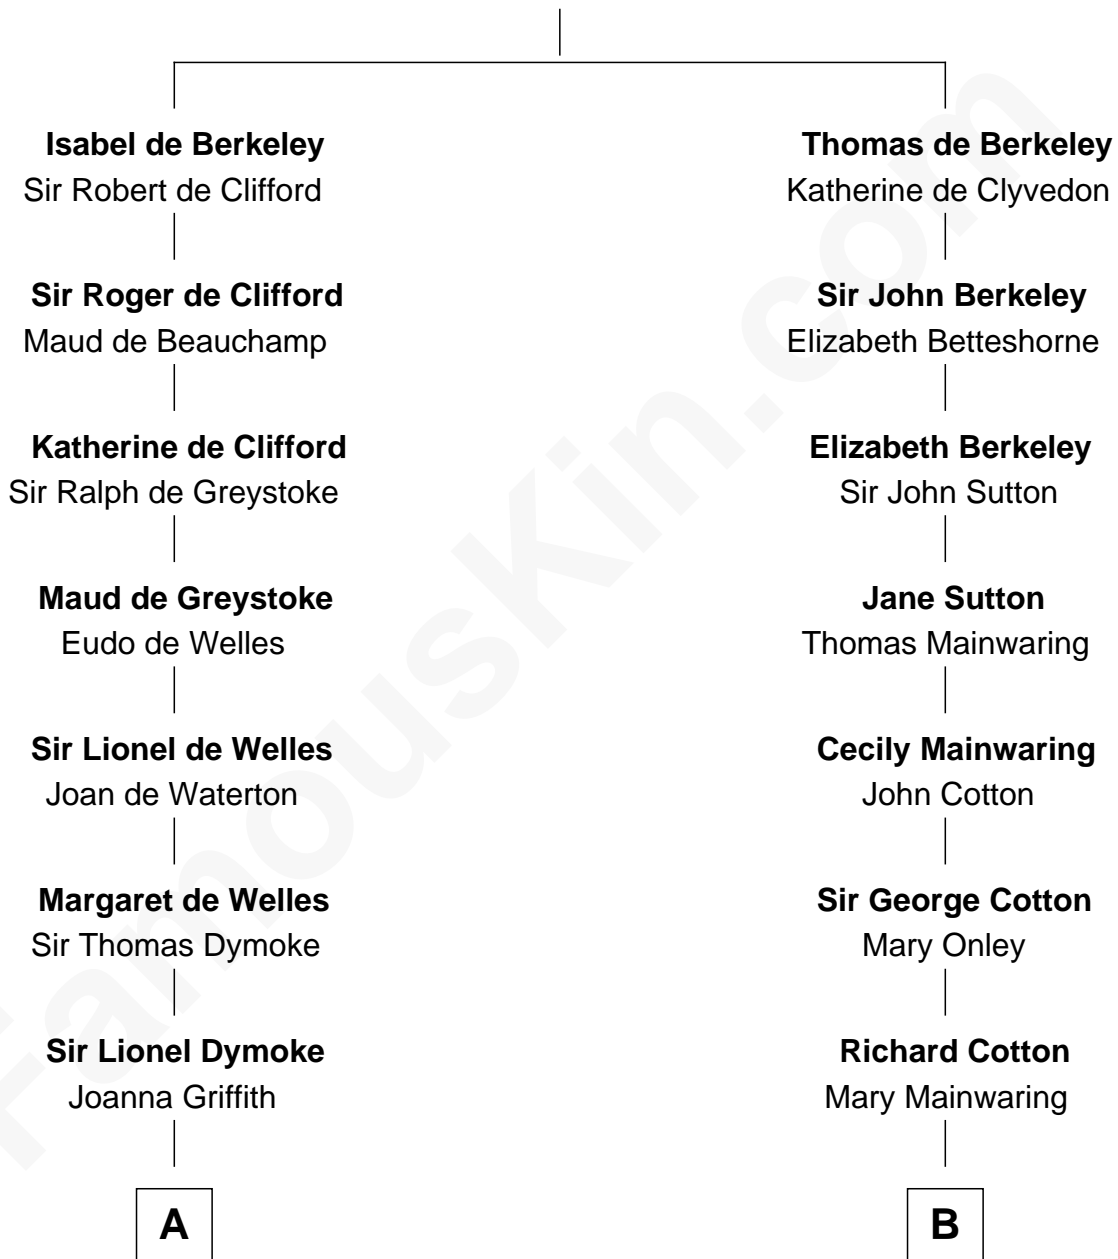 Isabel de Berkeley
Sir Robert de Clifford
Sir Roger de Clifford
Maud de Beauchamp
Katherine de Clifford
Sir Ralph de Greystoke
Maud de Greystoke
Eudo de Welles
Sir Lionel de Welles
Joan de Waterton
Margaret de Welles
Sir Thomas Dymoke
Sir Lionel Dymoke
Joanna Griffith
A
Thomas de Berkeley
Katherine de Clyvedon
Sir John Berkeley
Elizabeth Betteshorne
Elizabeth Berkeley
Sir John Sutton
Jane Sutton
Thomas Mainwaring
Cecily Mainwaring
John Cotton
Sir George Cotton
Mary Onley
Richard Cotton
Mary Mainwaring
B
FamousKin.com